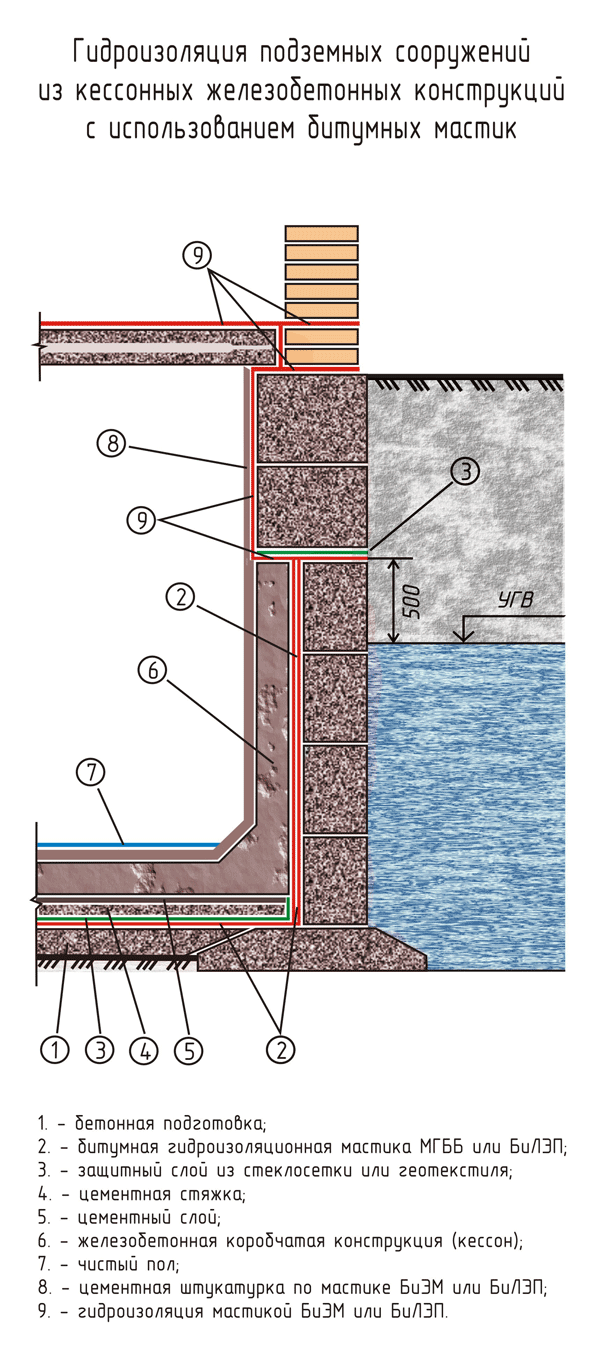 Гидроизоляция подземных сооружений
из кессонных железобетонных конструкций
с использованием битумных мастик
9
8
3
9
2
500
УГВ
6
7
1
3
4
5
2
1. – бетонная подготовка;
2. – битумная гидроизоляционная мастика МГББ или БиЛЭП;
3. – защитный слой из стеклосетки или геотекстиля;
4. – цементная стяжка;
5. – цементный слой;
6. – железобетонная коробчатая конструкция (кессон);
7. – чистый пол;
8. – цементная штукатурка по мастике БиЭМ или БиЛЭП;
9. – гидроизоляция мастикой БиЭМ или БиЛЭП.